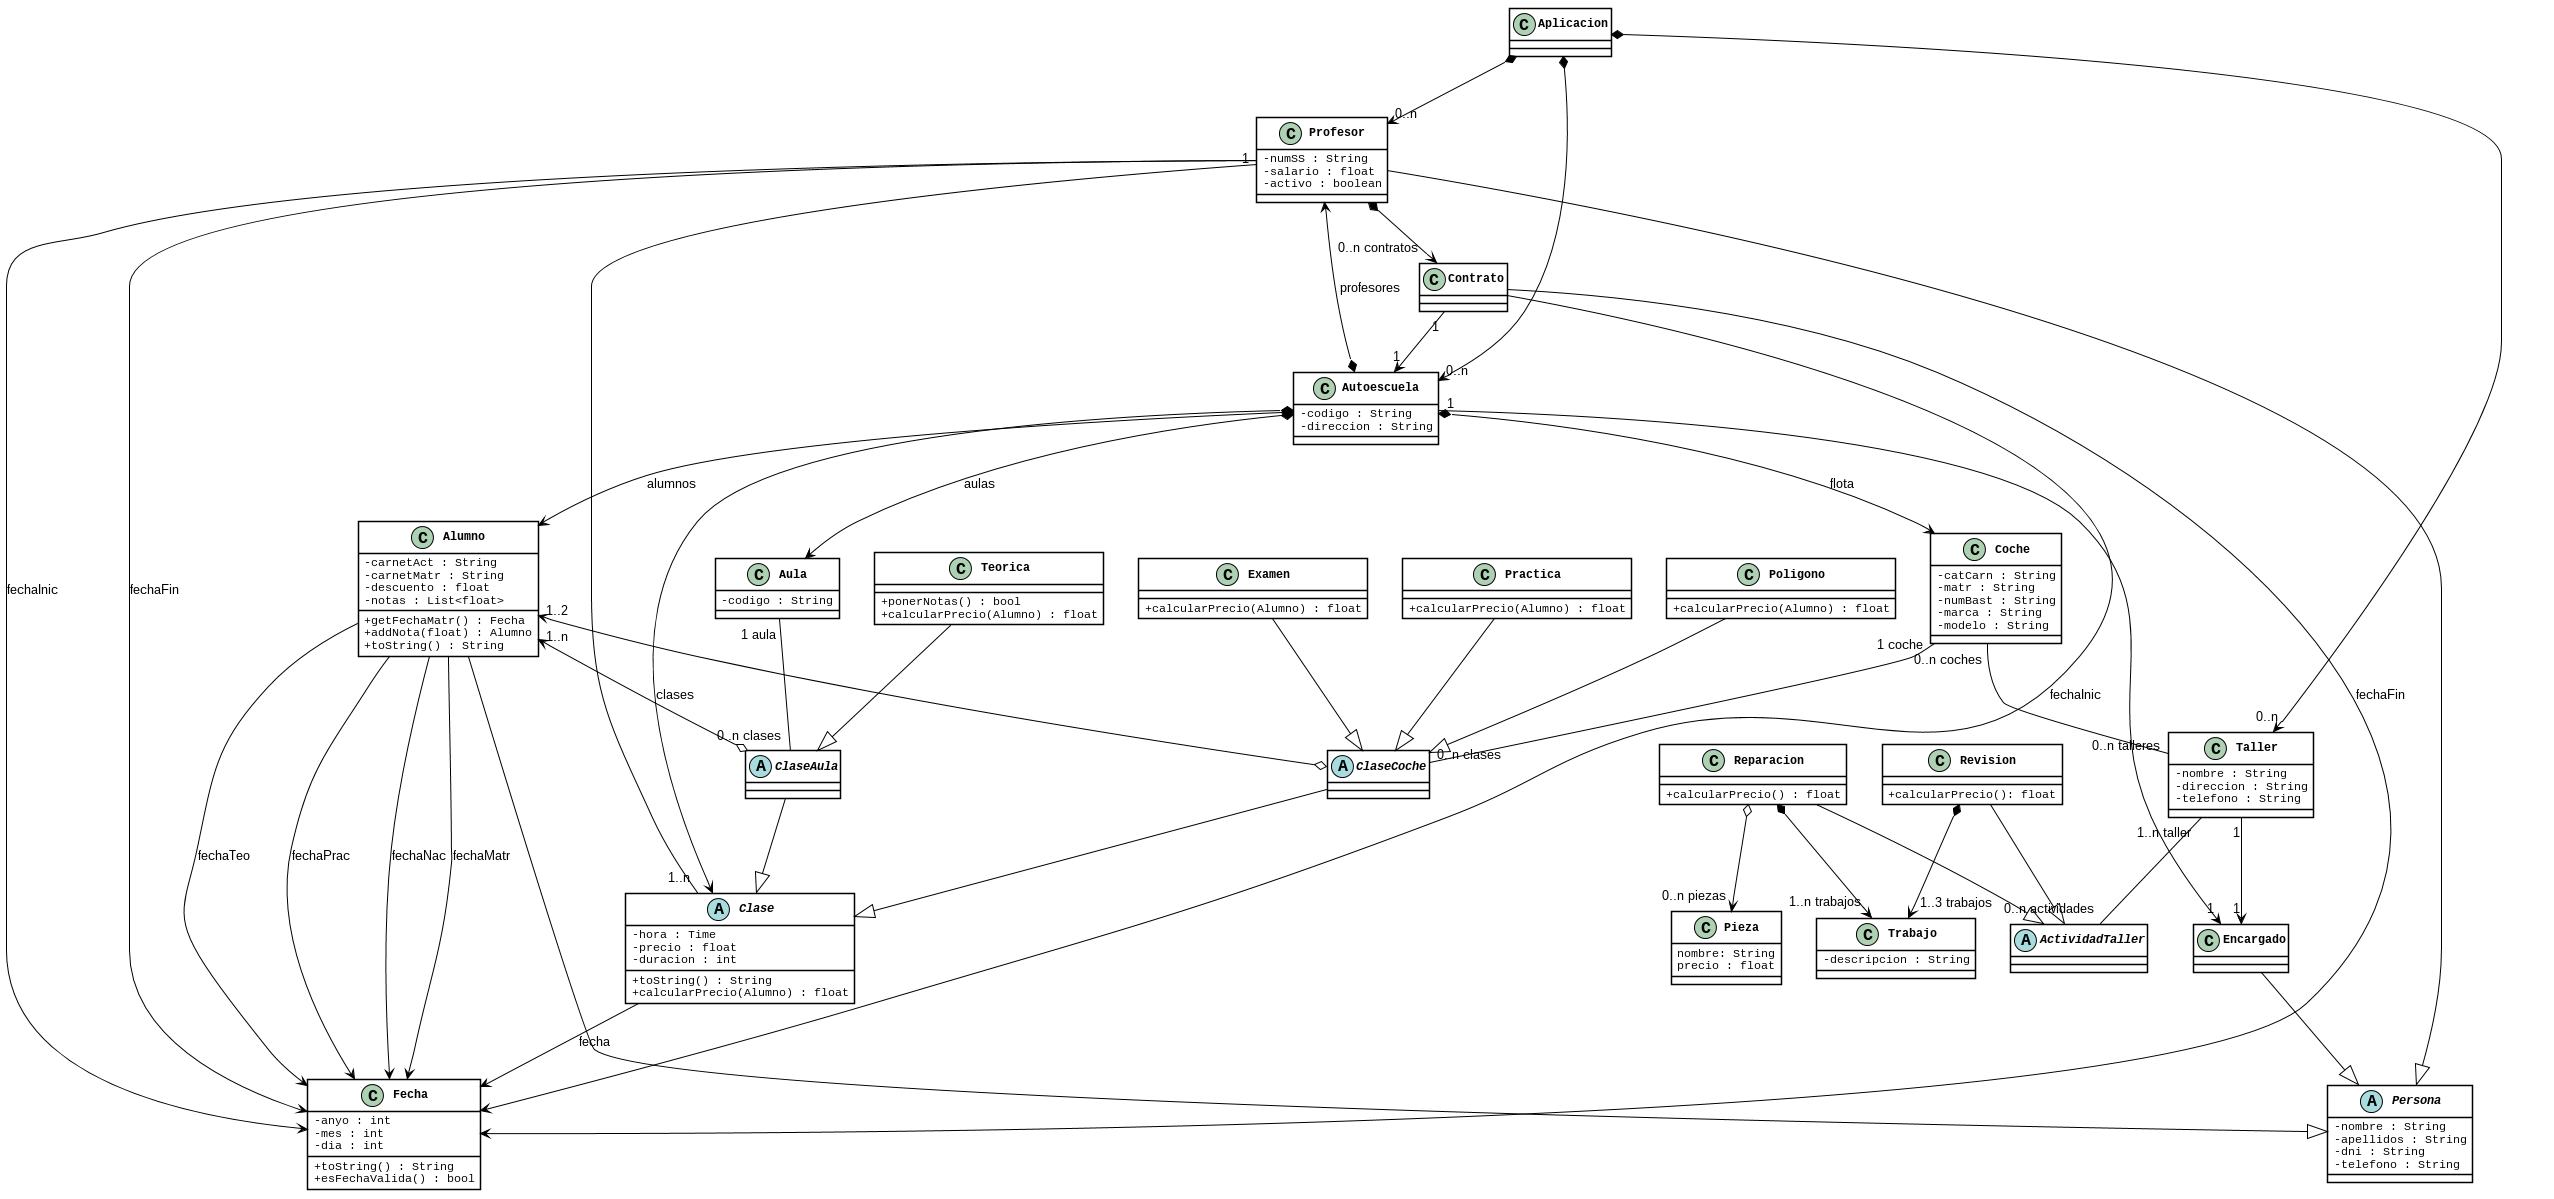 C Aplicacion
0..n
C Profesor
-numSS : String
-salario : float
-activo : boolean
1
0..n contratos
profesores
C Contrato
1
1
0..n
C Autoescuela
-codigo : String
-direccion : String
1
alumnos
aulas
flota
clases
fechaInic
fechaFin
C Alumno
-carnetAct : String
-carnetMatr : String
-descuento : float
-notas : List<float>
+getFechaMatr() : Fecha
+addNota(float) : Alumno
+toString() : String
1..2
1..n
C Aula
-codigo : String
1 aula
C Teorica
+ponerNotas() : bool
+calcularPrecio(Alumno) : float
C Examen
+calcularPrecio(Alumno) : float
C Practica
+calcularPrecio(Alumno) : float
C Poligono
+calcularPrecio(Alumno) : float
C Coche
-catCarn : String
-matr : String
-numBast : String
-marca : String
-modelo : String
1 coche
0..n coches
fechaInic
fechaFin
0..n
0..n talleres
0..n clases
A ClaseAula
A ClaseCoche
0..n clases
C Reparacion
+calcularPrecio() : float
C Revision
+calcularPrecio(): float
C Taller
-nombre : String
-direccion : String
-telefono : String
1..n taller
1
fechaTeo
fechaPrac
fechaNac
fechaMatr
1..n
A Clase
-hora : Time
-precio : float
-duracion : int
+toString() : String
+calcularPrecio(Alumno) : float
0..n piezas
1..n trabajos
1..3 trabajos
0..n actividades
1
1
C Pieza
nombre: String
precio : float
C Trabajo
-descripcion : String
A ActividadTaller
C Encargado
fecha
C Fecha
-anyo : int
-mes : int
-dia : int
+toString() : String
+esFechaValida() : bool
A Persona
-nombre : String
-apellidos : String
-dni : String
-telefono : String